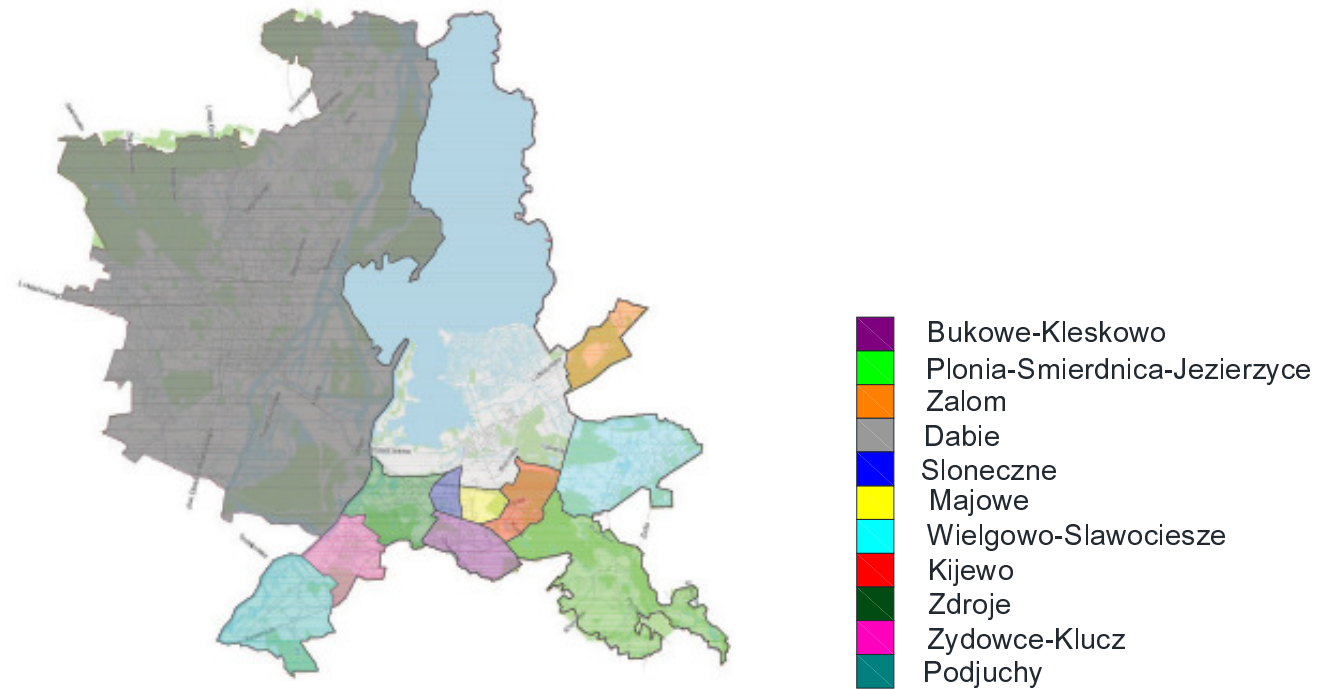 Bukowe-Kleskowo
Plonia-Smierdnica-Jezierzyce
Zalom
Dabie
Sloneczne
Majowe
Wielgowo-Slawociesze
Kijewo
Zdroje
Zydowce-Klucz
Podjuchy